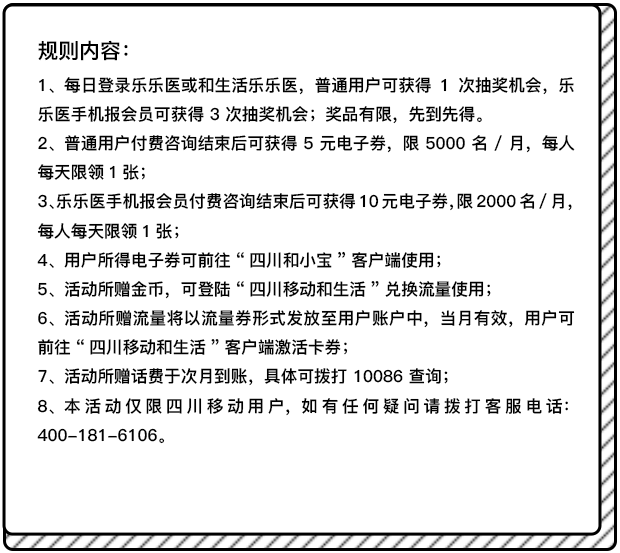 规则内容：
1、每日登录乐乐医或和生活乐乐医，普通用户可获得 1 次抽奖机会，乐
乐医手机报会员可获得 3 次抽奖机会；奖品有限，先到先得。
2、普通用户付费咨询结束后可获得 5 元电子券，限 5000 名 / 月，每人
每天限领 1 张；
3、乐乐医手机报会员付费咨询结束后可获得 10 元电子券，限 2000 名 / 月，
每人每天限领 1 张；
4、用户所得电子券可前往“四川和小宝”客户端使用；
5、活动所赠金币，可登陆“四川移动和生活”兑换流量使用；
6、活动所赠流量将以流量券形式发放至用户账户中，当月有效，用户可
前往“四川移动和生活”客户端激活卡券；
7、活动所赠话费于次月到账，具体可拨打 10086 查询；
8、本活动仅限四川移动用户，如有任何疑问请拨打客服电话：
400-181-6106。